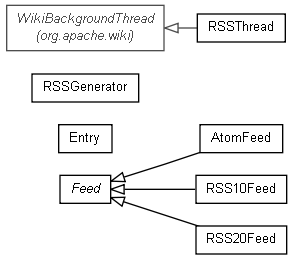 WikiBackgroundThread
(org.apache.wiki)
RSSThread
RSSGenerator
Entry
AtomFeed
Feed
RSS10Feed
RSS20Feed